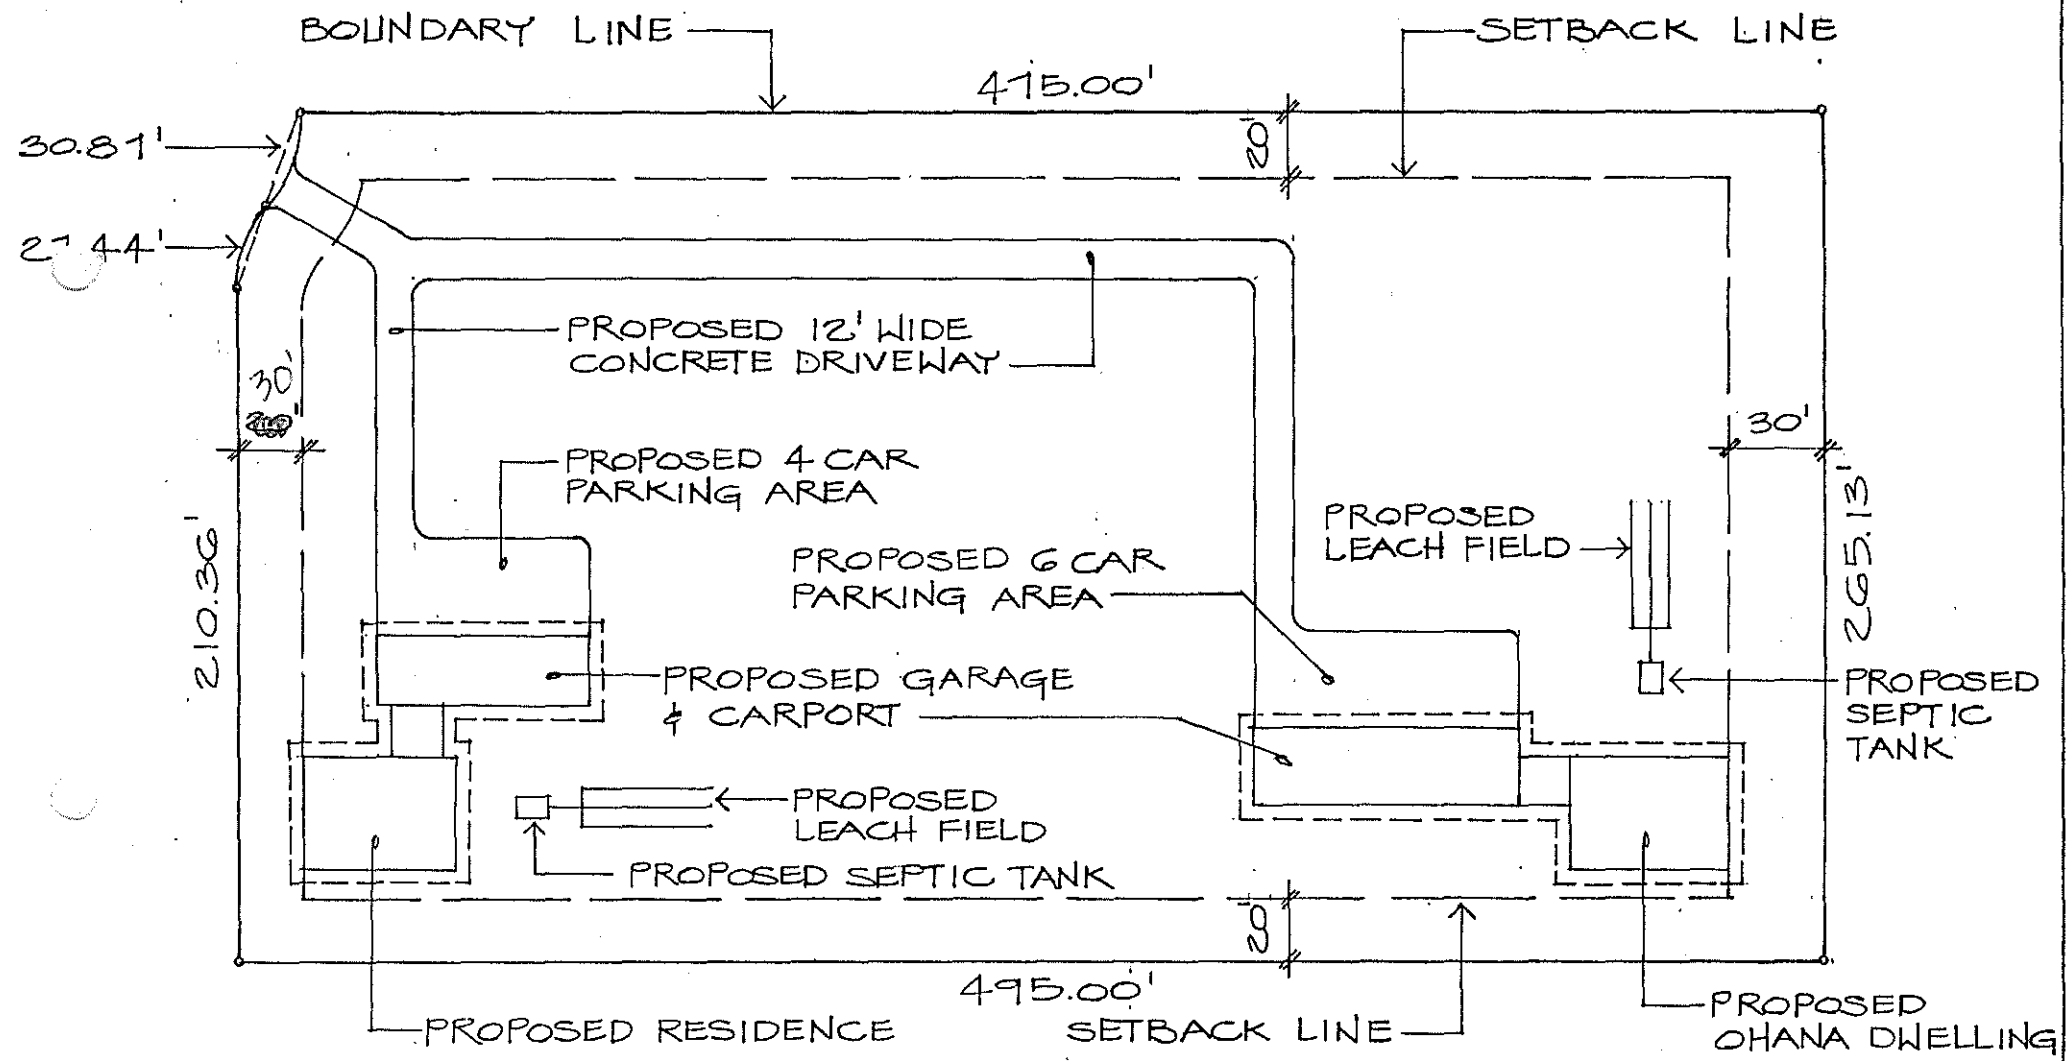 BOUNDARY LINE
SETBACK LINE
475.00'
30.87'
20'
30'
PROPOSED 12' WIDE
CONCRETE DRIVEWAY
30'
PROPOSED 4 CAR
PARKING AREA
PROPOSED
LEACH FIELD
PROPOSED 6 CAR
PARKING AREA
210.36'
265.13'
PROPOSED GARAGE
& CARPORT
PROPOSED
SEPTIC
TANK
PROPOSED
LEACH FIELD
PROPOSED SEPTIC TANK
20'
495.00'
PROPOSED RESIDENCE
SETBACK LINE
PROPOSED
OHANA DWELLING